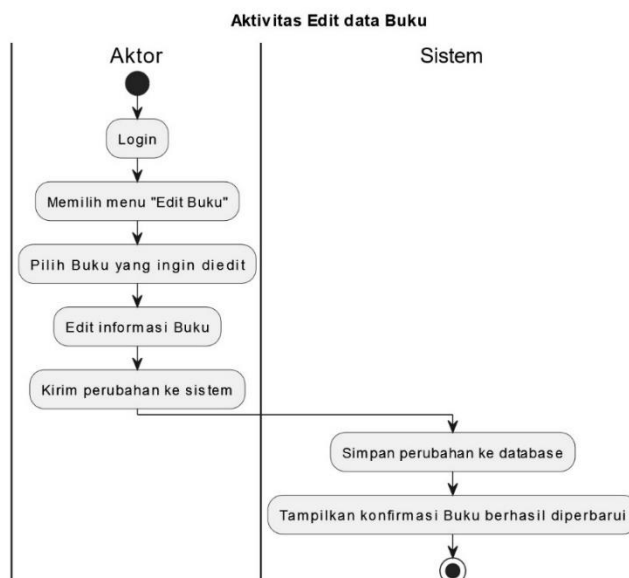 Aktivitas Edit data Buku
Aktor
Sistem
Login
Memilih menu "Edit Buku"
Pilih Buku yang ingin diedit
Edit informasi Buku
Kirim perubahan ke sistem
Simpan perubahan ke database
Tampilkan konfirmasi Buku berhasil diperbarui